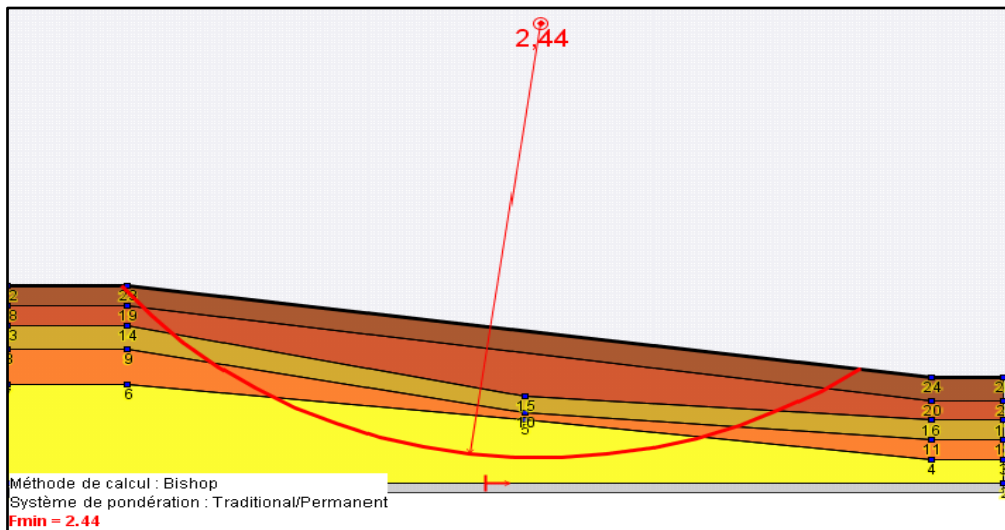 2,44
2 23
8 19 24 2
3 14 20 2
9 15 16 1
6 10 11 1
5 4 3
Méthode de calcul : Bishop
Système de pondération : Traditional/Permanent
Fmin = 2.44